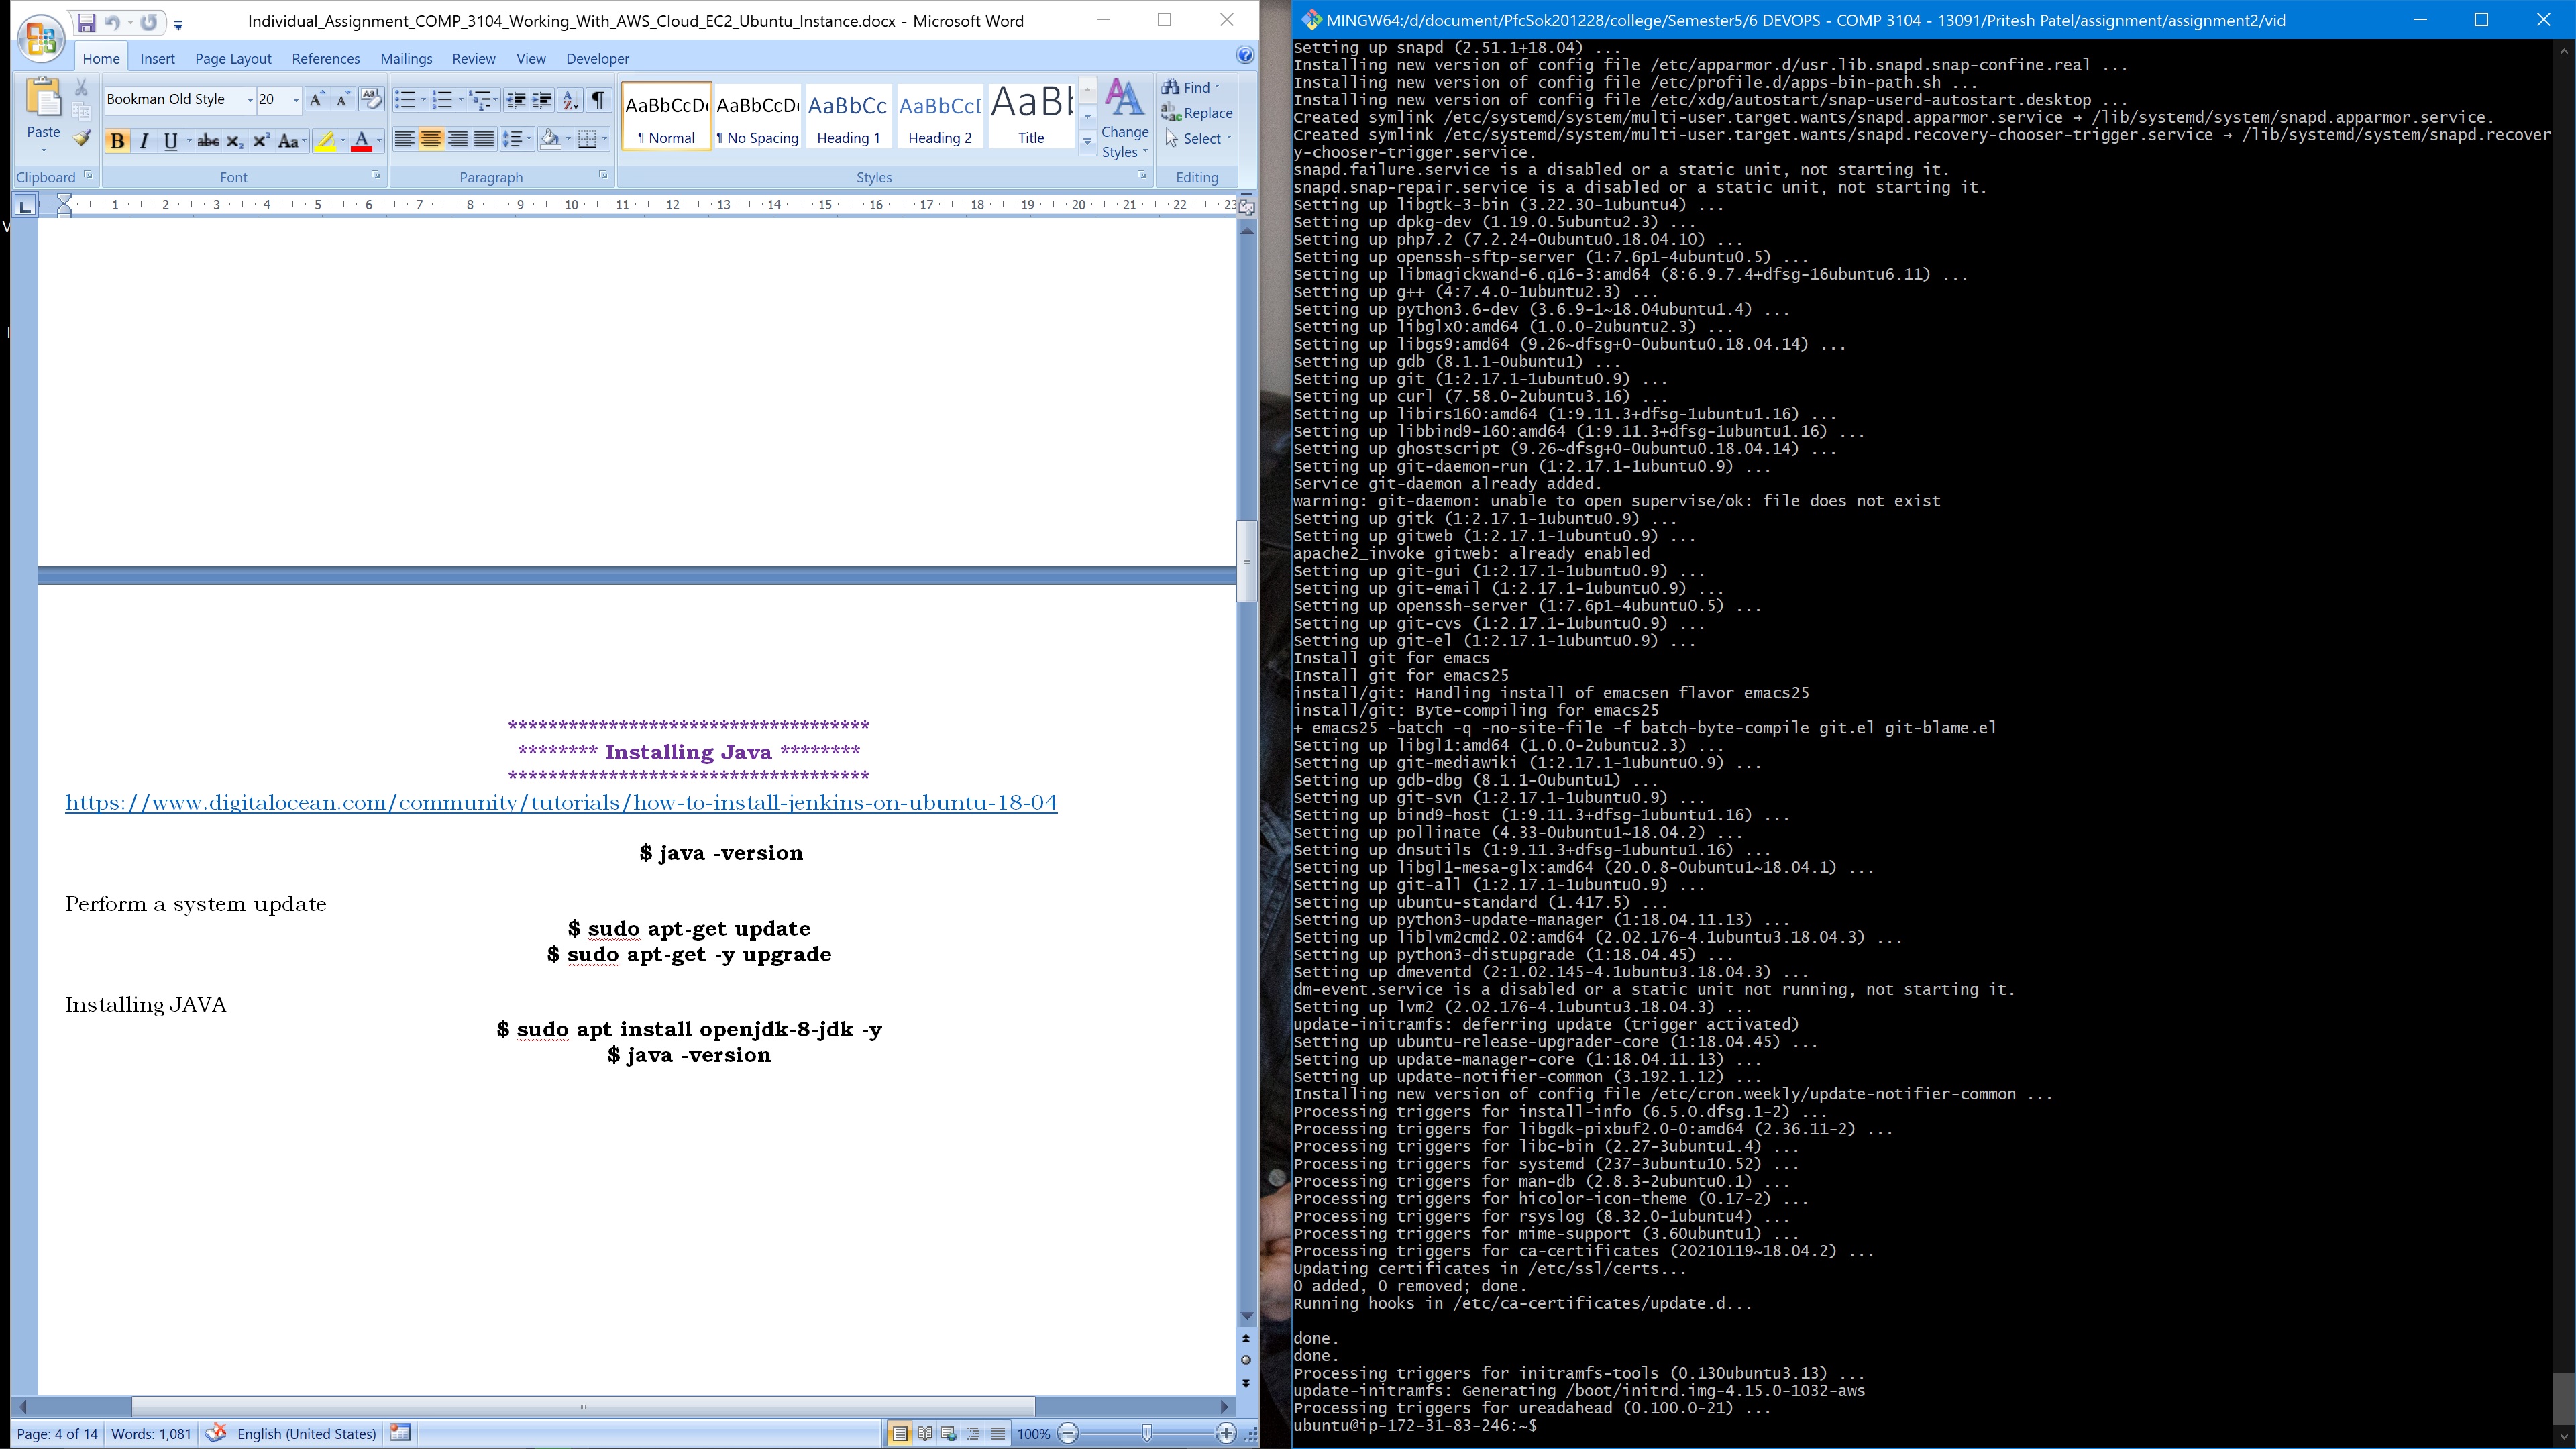 Individual_Assignment_COMP_3104_Working_With_AWS_Cloud_EC2_Ubuntu_Instance.docx - Microsoft Word
Home Insert Page Layout References Mailings Review View Developer
Paste
Clipboard
Bookman Old Style 20
B I U abc X₂ X² Aa A
Font
Paragraph
AaBbCcDc AaBbCcDc AaBbCc AaBbCcD AaBb
¶ Normal ¶ No Spacing Heading 1 Heading 2 Title
Change Styles
Styles
Find
Replace
Select
Editing
1 2 3 4 5 6 7 8 9 10 11 12 13 14 15 16 17 18 19 20 21 22 23
************************************
******** Installing Java ********
************************************
https://www.digitalocean.com/community/tutorials/how-to-install-jenkins-on-ubuntu-18-04
$ java -version
Perform a system update
$ sudo apt-get update
$ sudo apt-get -y upgrade
Installing JAVA
$ sudo apt install openjdk-8-jdk -y
$ java -version
Page: 4 of 14 Words: 1,081 English (United States) 100%
MINGW64:/d/document/PfcSok201228/college/Semester5/6 DEVOPS - COMP 3104 - 13091/Pritesh Patel/assignment/assignment2/vid
Setting up snapd (2.51.1+18.04) ...
Installing new version of config file /etc/apparmor.d/usr.lib.snapd.snap-confine.real ...
Installing new version of config file /etc/profile.d/apps-bin-path.sh ...
Installing new version of config file /etc/xdg/autostart/snap-userd-autostart.desktop ...
Created symlink /etc/systemd/system/multi-user.target.wants/snapd.apparmor.service → /lib/systemd/system/snapd.apparmor.service.
Created symlink /etc/systemd/system/multi-user.target.wants/snapd.recovery-chooser-trigger.service → /lib/systemd/system/snapd.recover
y-chooser-trigger.service.
snapd.failure.service is a disabled or a static unit, not starting it.
snapd.snap-repair.service is a disabled or a static unit, not starting it.
Setting up libgtk-3-bin (3.22.30-1ubuntu4) ...
Setting up dpkg-dev (1.19.0.5ubuntu2.3) ...
Setting up php7.2 (7.2.24-0ubuntu0.18.04.10) ...
Setting up openssh-sftp-server (1:7.6p1-4ubuntu0.5) ...
Setting up libmagickwand-6.q16-3:amd64 (8:6.9.7.4+dfsg-16ubuntu6.11) ...
Setting up g++ (4:7.4.0-1ubuntu2.3) ...
Setting up python3.6-dev (3.6.9-1~18.04ubuntu1.4) ...
Setting up libglx0:amd64 (1.0.0-2ubuntu2.3) ...
Setting up libgs9:amd64 (9.26~dfsg+0-0ubuntu0.18.04.14) ...
Setting up gdb (8.1.1-0ubuntu1) ...
Setting up git (1:2.17.1-1ubuntu0.9) ...
Setting up curl (7.58.0-2ubuntu3.16) ...
Setting up libirs160:amd64 (1:9.11.3+dfsg-1ubuntu1.16) ...
Setting up libbind9-160:amd64 (1:9.11.3+dfsg-1ubuntu1.16) ...
Setting up ghostscript (9.26~dfsg+0-0ubuntu0.18.04.14) ...
Setting up git-daemon-run (1:2.17.1-1ubuntu0.9) ...
Service git-daemon already added.
warning: git-daemon: unable to open supervise/ok: file does not exist
Setting up gitk (1:2.17.1-1ubuntu0.9) ...
Setting up gitweb (1:2.17.1-1ubuntu0.9) ...
apache2_invoke gitweb: already enabled
Setting up git-gui (1:2.17.1-1ubuntu0.9) ...
Setting up git-email (1:2.17.1-1ubuntu0.9) ...
Setting up openssh-server (1:7.6p1-4ubuntu0.5) ...
Setting up git-cvs (1:2.17.1-1ubuntu0.9) ...
Setting up git-el (1:2.17.1-1ubuntu0.9) ...
Install git for emacs
Install git for emacs25
install/git: Handling install of emacsen flavor emacs25
install/git: Byte-compiling for emacs25
+ emacs25 -batch -q -no-site-file -f batch-byte-compile git.el git-blame.el
Setting up libgl1:amd64 (1.0.0-2ubuntu2.3) ...
Setting up git-mediawiki (1:2.17.1-1ubuntu0.9) ...
Setting up gdb-dbg (8.1.1-0ubuntu1) ...
Setting up git-svn (1:2.17.1-1ubuntu0.9) ...
Setting up bind9-host (1:9.11.3+dfsg-1ubuntu1.16) ...
Setting up pollinate (4.33-0ubuntu1~18.04.2) ...
Setting up dnsutils (1:9.11.3+dfsg-1ubuntu1.16) ...
Setting up libgl1-mesa-glx:amd64 (20.0.8-0ubuntu1~18.04.1) ...
Setting up git-all (1:2.17.1-1ubuntu0.9) ...
Setting up ubuntu-standard (1.417.5) ...
Setting up python3-update-manager (1:18.04.11.13) ...
Setting up liblvm2cmd2.02:amd64 (2.02.176-4.1ubuntu3.18.04.3) ...
Setting up python3-distupgrade (1:18.04.45) ...
Setting up dmeventd (2:1.02.145-4.1ubuntu3.18.04.3) ...
dm-event.service is a disabled or a static unit not running, not starting it.
Setting up lvm2 (2.02.176-4.1ubuntu3.18.04.3) ...
update-initramfs: deferring update (trigger activated)
Setting up ubuntu-release-upgrader-core (1:18.04.45) ...
Setting up update-manager-core (1:18.04.11.13) ...
Setting up update-notifier-common (3.192.1.12) ...
Installing new version of config file /etc/cron.weekly/update-notifier-common ...
Processing triggers for install-info (6.5.0.dfsg.1-2) ...
Processing triggers for libgdk-pixbuf2.0-0:amd64 (2.36.11-2) ...
Processing triggers for libc-bin (2.27-3ubuntu1.4) ...
Processing triggers for systemd (237-3ubuntu10.52) ...
Processing triggers for man-db (2.8.3-2ubuntu0.1) ...
Processing triggers for hicolor-icon-theme (0.17-2) ...
Processing triggers for rsyslog (8.32.0-1ubuntu4) ...
Processing triggers for mime-support (3.60ubuntu1) ...
Processing triggers for ca-certificates (20210119~18.04.2) ...
Updating certificates in /etc/ssl/certs...
0 added, 0 removed; done.
Running hooks in /etc/ca-certificates/update.d...
done.
done.
Processing triggers for initramfs-tools (0.130ubuntu3.13) ...
update-initramfs: Generating /boot/initrd.img-4.15.0-1032-aws
Processing triggers for ureadahead (0.100.0-21) ...
ubuntu@ip-172-31-83-246:~$